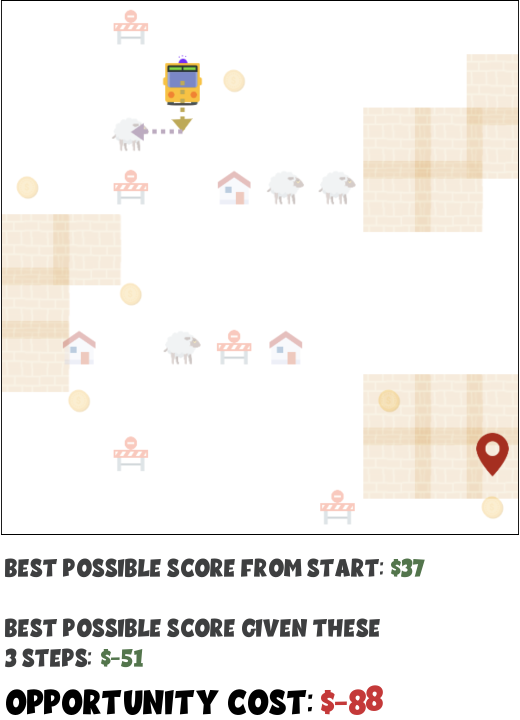 BEST POSSIBLE SCORE FROM START: $37
BEST POSSIBLE SCORE GIVEN THESE
3 STEPS: $-51
OPPORTUNITY COST: $-88